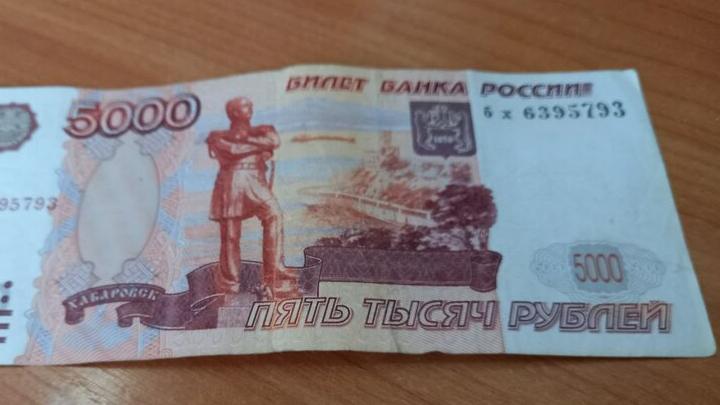 5000
БИЛЕТ БАНКА РОССИИ
бх 6395793
95793
ХАБАРОВСК
5000
ПЯТЬ ТЫСЯЧ РУБЛЕЙ